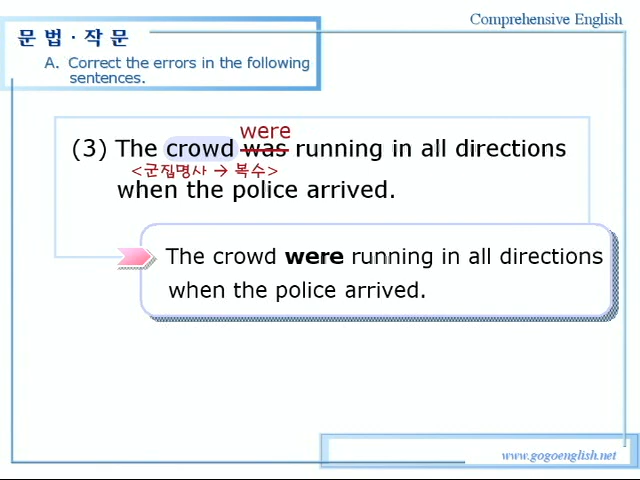 Comprehensive English
문 법 · 작 문
A. Correct the errors in the following
sentences.
were
(3) The crowd was running in all directions
<군집명사 → 복수>
when the police arrived.
The crowd were running in all directions
when the police arrived.
www.gogoenglish.net